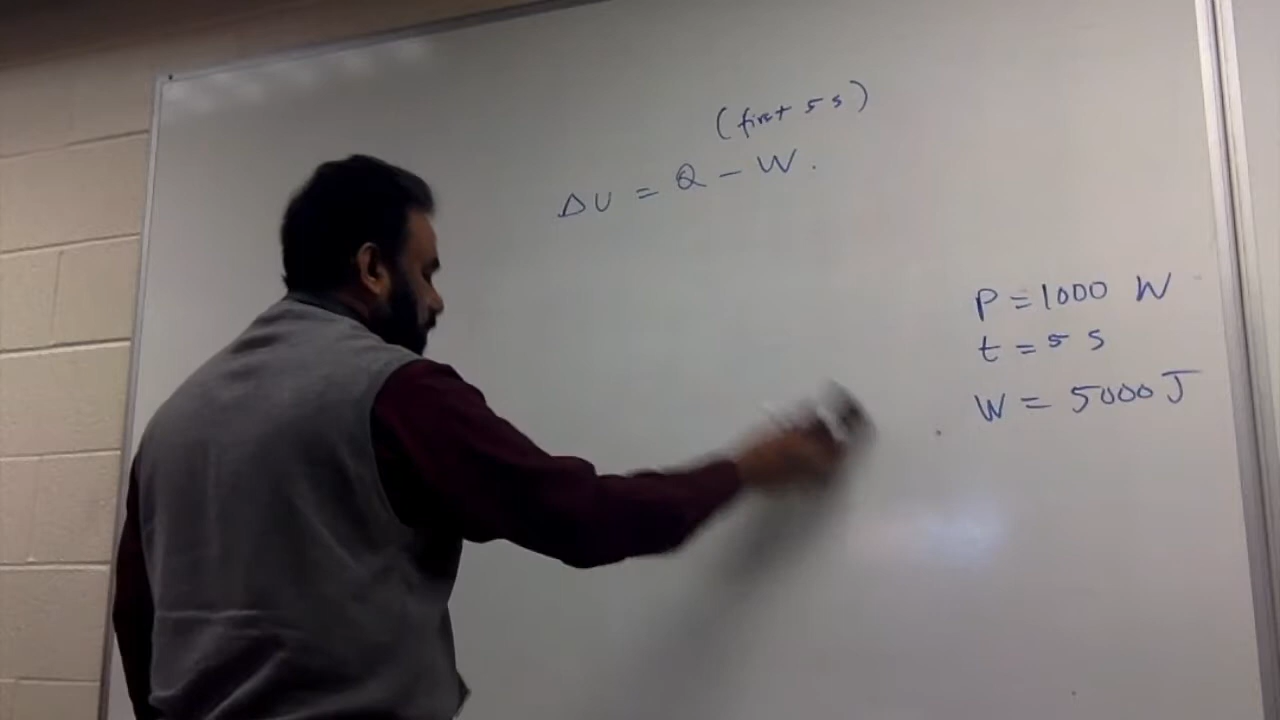 (first 5 s)
ΔU = Q - W.
P = 1000 W
t = 5 s
W = 5000 J